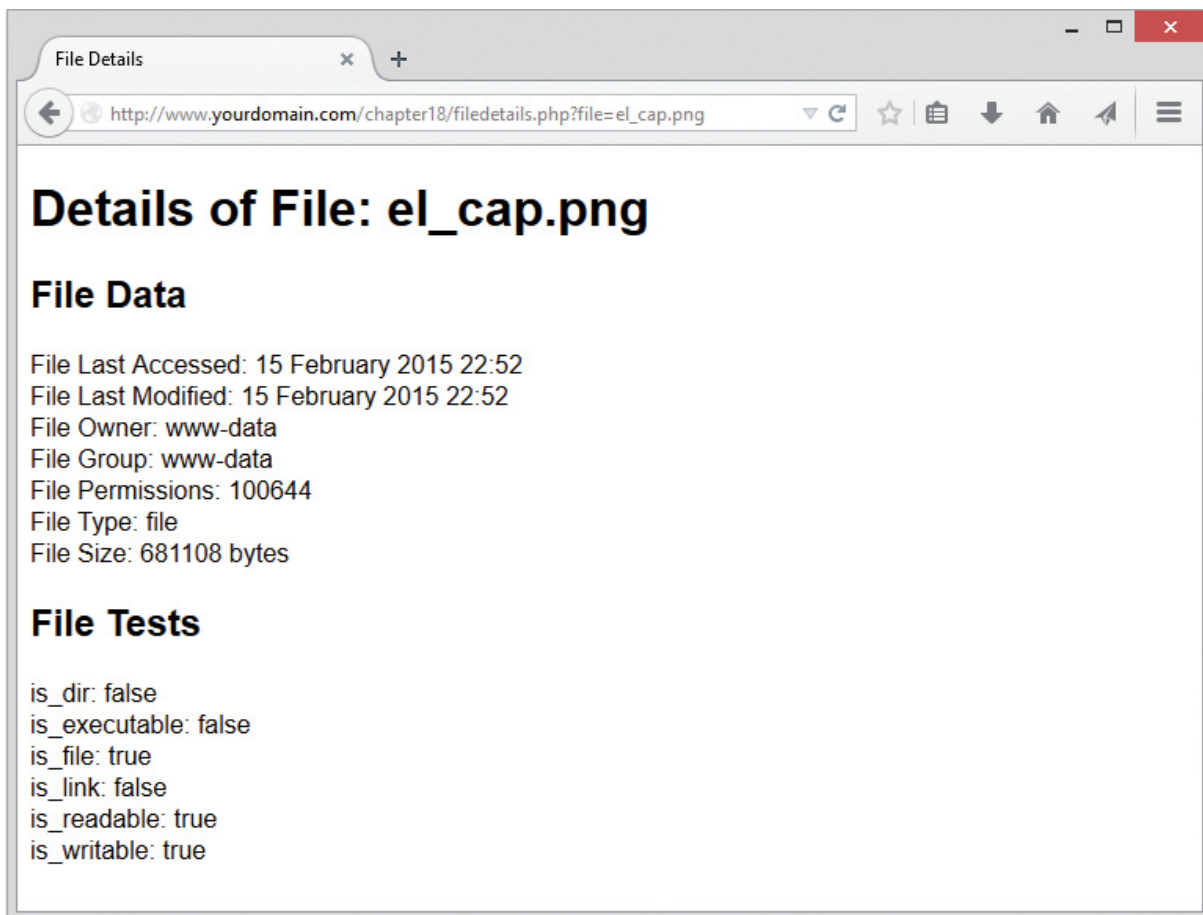 File Details
http://www.yourdomain.com/chapter18/filedetails.php?file=el_cap.png
Details of File: el_cap.png
File Data
File Last Accessed: 15 February 2015 22:52
File Last Modified: 15 February 2015 22:52
File Owner: www-data
File Group: www-data
File Permissions: 100644
File Type: file
File Size: 681108 bytes
File Tests
is_dir: false
is_executable: false
is_file: true
is_link: false
is_readable: true
is_writable: true